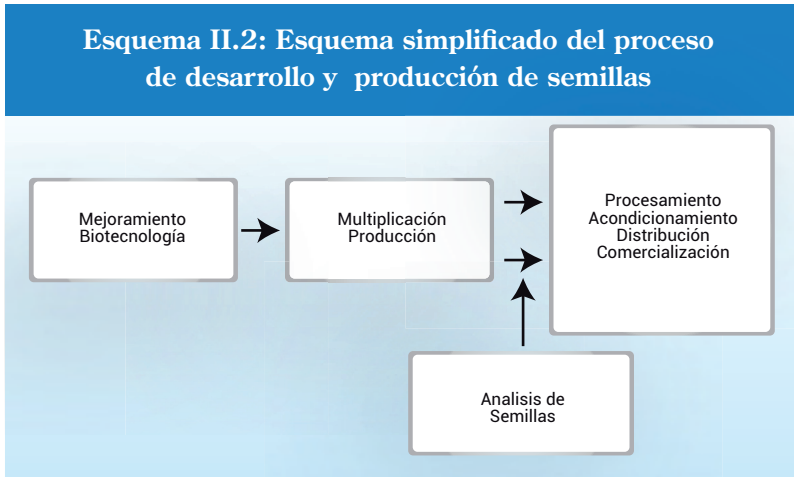 Esquema II.2: Esquema simplificado del proceso
de desarrollo y producción de semillas
Mejoramiento
Biotecnología
Multiplicación
Producción
Procesamiento
Acondicionamiento
Distribución
Comercialización
Analisis de
Semillas